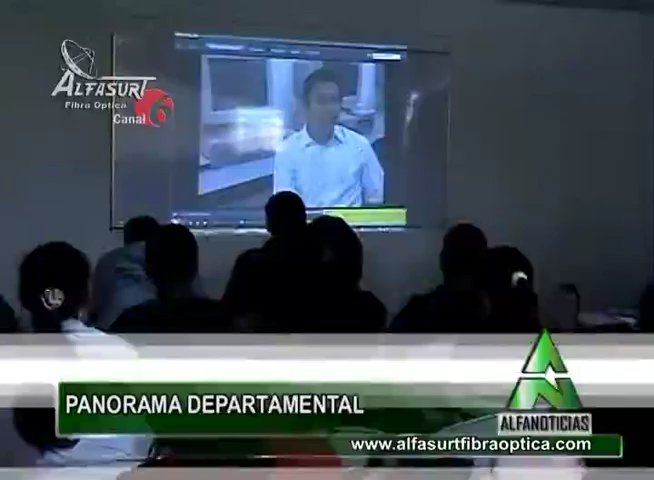 ALFASURT
Fibra Optica
Canal 6
PANORAMA DEPARTAMENTAL
ALFANOTICIAS
www.alfasurtfibraoptica.com